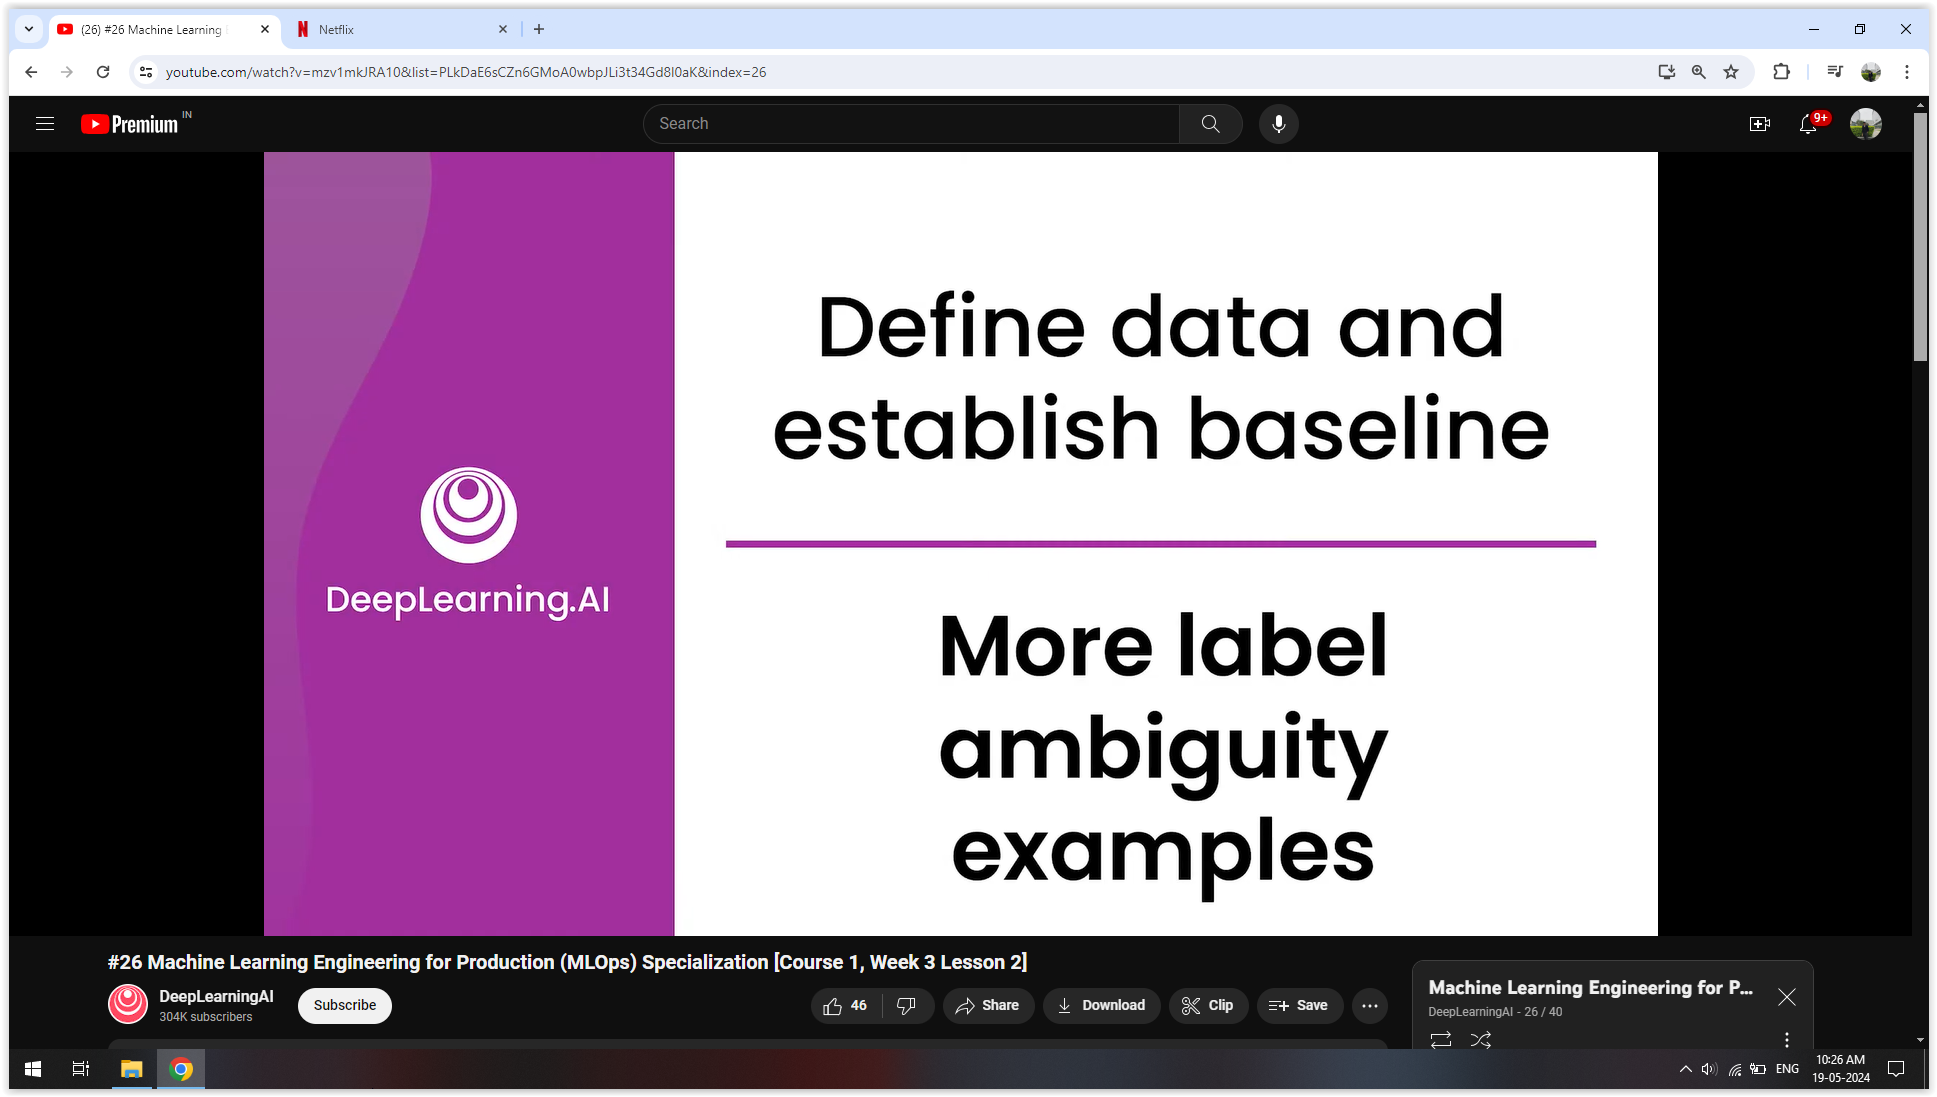 (26) #26 Machine Learning
Netflix
youtube.com/watch?v=mzv1mkJRA10&list=PLkDaE6sCZn6GMoA0wbpJLi3t34Gd8l0aK&index=26
Premium IN
Search
9+
Define data and
establish baseline
DeepLearning.AI
More label
ambiguity
examples
#26 Machine Learning Engineering for Production (MLOps) Specialization [Course 1, Week 3 Lesson 2]
DeepLearningAI
304K subscribers
Subscribe
46
Share
Download
Clip
Save
Machine Learning Engineering for P...
DeepLearningAI - 26 / 40
ENG
10:26 AM
19-05-2024